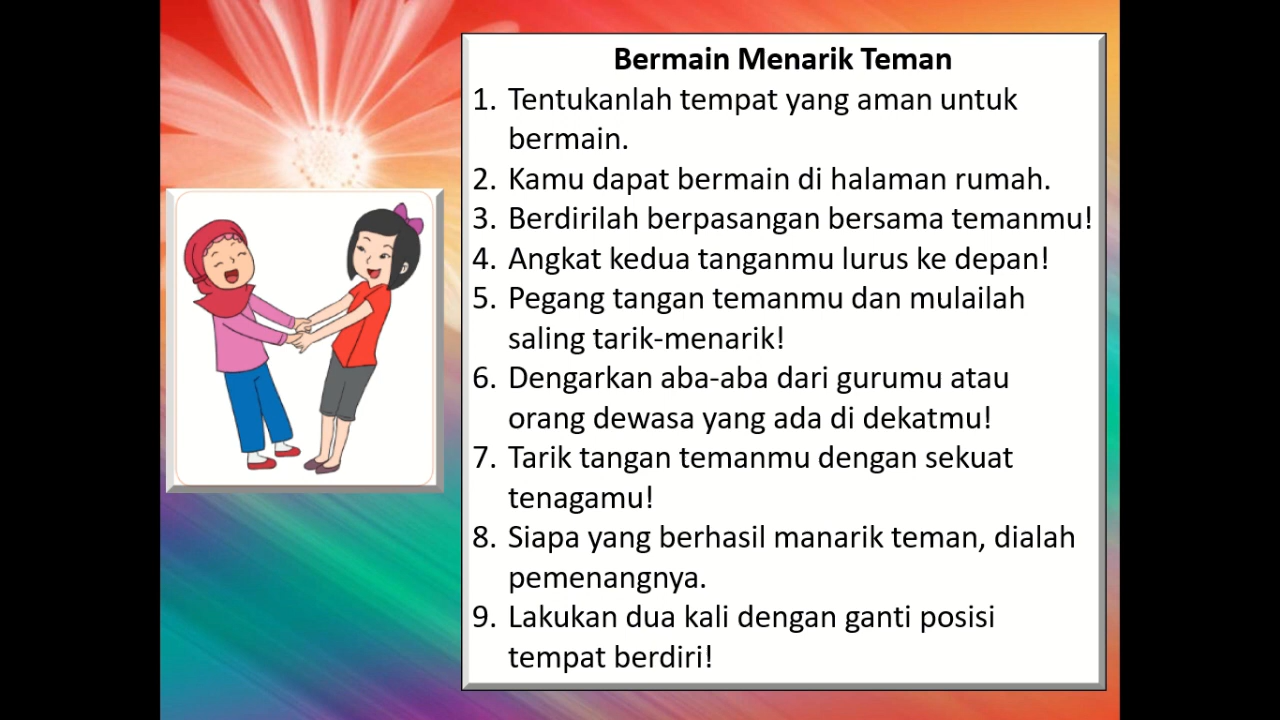 Bermain Menarik Teman
1. Tentukanlah tempat yang aman untuk
bermain.
2. Kamu dapat bermain di halaman rumah.
3. Berdirilah berpasangan bersama temanmu!
4. Angkat kedua tanganmu lurus ke depan!
5. Pegang tangan temanmu dan mulailah
saling tarik-menarik!
6. Dengarkan aba-aba dari gurumu atau
orang dewasa yang ada di dekatmu!
7. Tarik tangan temanmu dengan sekuat
tenagamu!
8. Siapa yang berhasil manarik teman, dialah
pemenangnya.
9. Lakukan dua kali dengan ganti posisi
tempat berdiri!